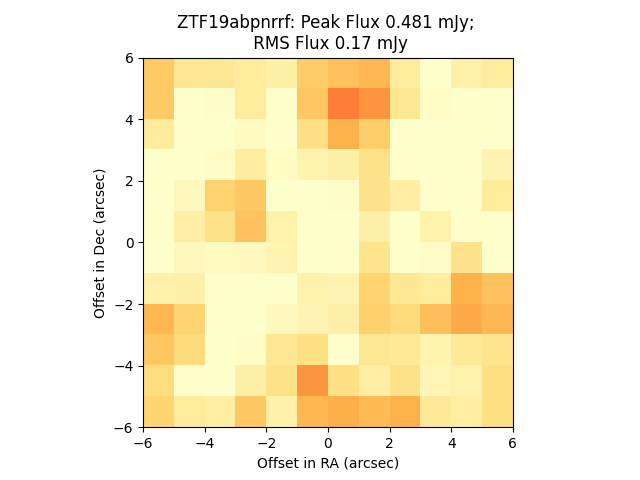 ZTF19abpnrrf: Peak Flux 0.481 mJy;
RMS Flux 0.17 mJy
6
4
2
0
−2
−4
−6
Offset in Dec (arcsec)
−6 −4 −2 0 2 4 6
Offset in RA (arcsec)